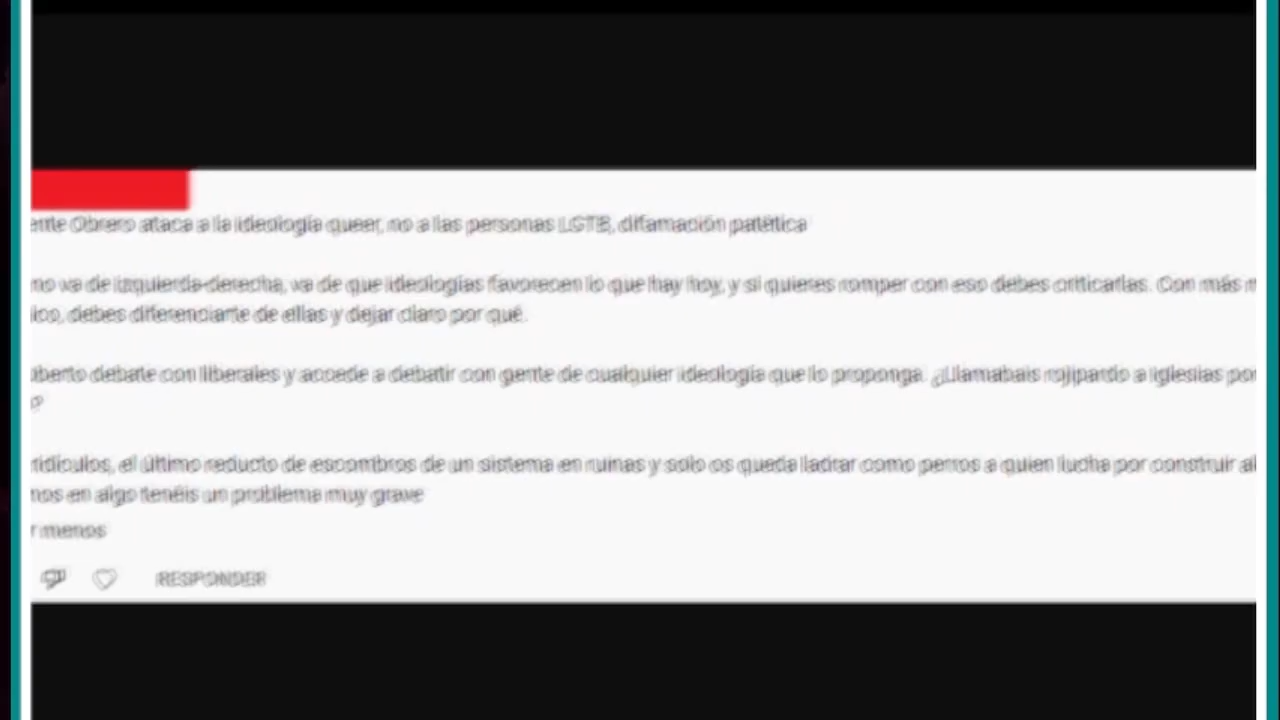 ente Obrero ataca a la ideología queer, no a las personas LGTB, difamación patética
no va de izquierda-derecha, va de que ideologías favorecen lo que hay hoy, y si quieres romper con eso debes criticarlas. Con más
ico, debes diferenciarte de ellas y dejar claro por qué.
oberto debate con liberales y accede a debatir con gente de cualquier ideología que lo proponga. ¿Llamabais rojipardo a Iglesias por
?
ridículos, el último reducto de escombros de un sistema en ruinas y solo os queda ladrar como perros a quien lucha por construir al
mos en algo tenéis un problema muy grave
r menos
RESPONDER